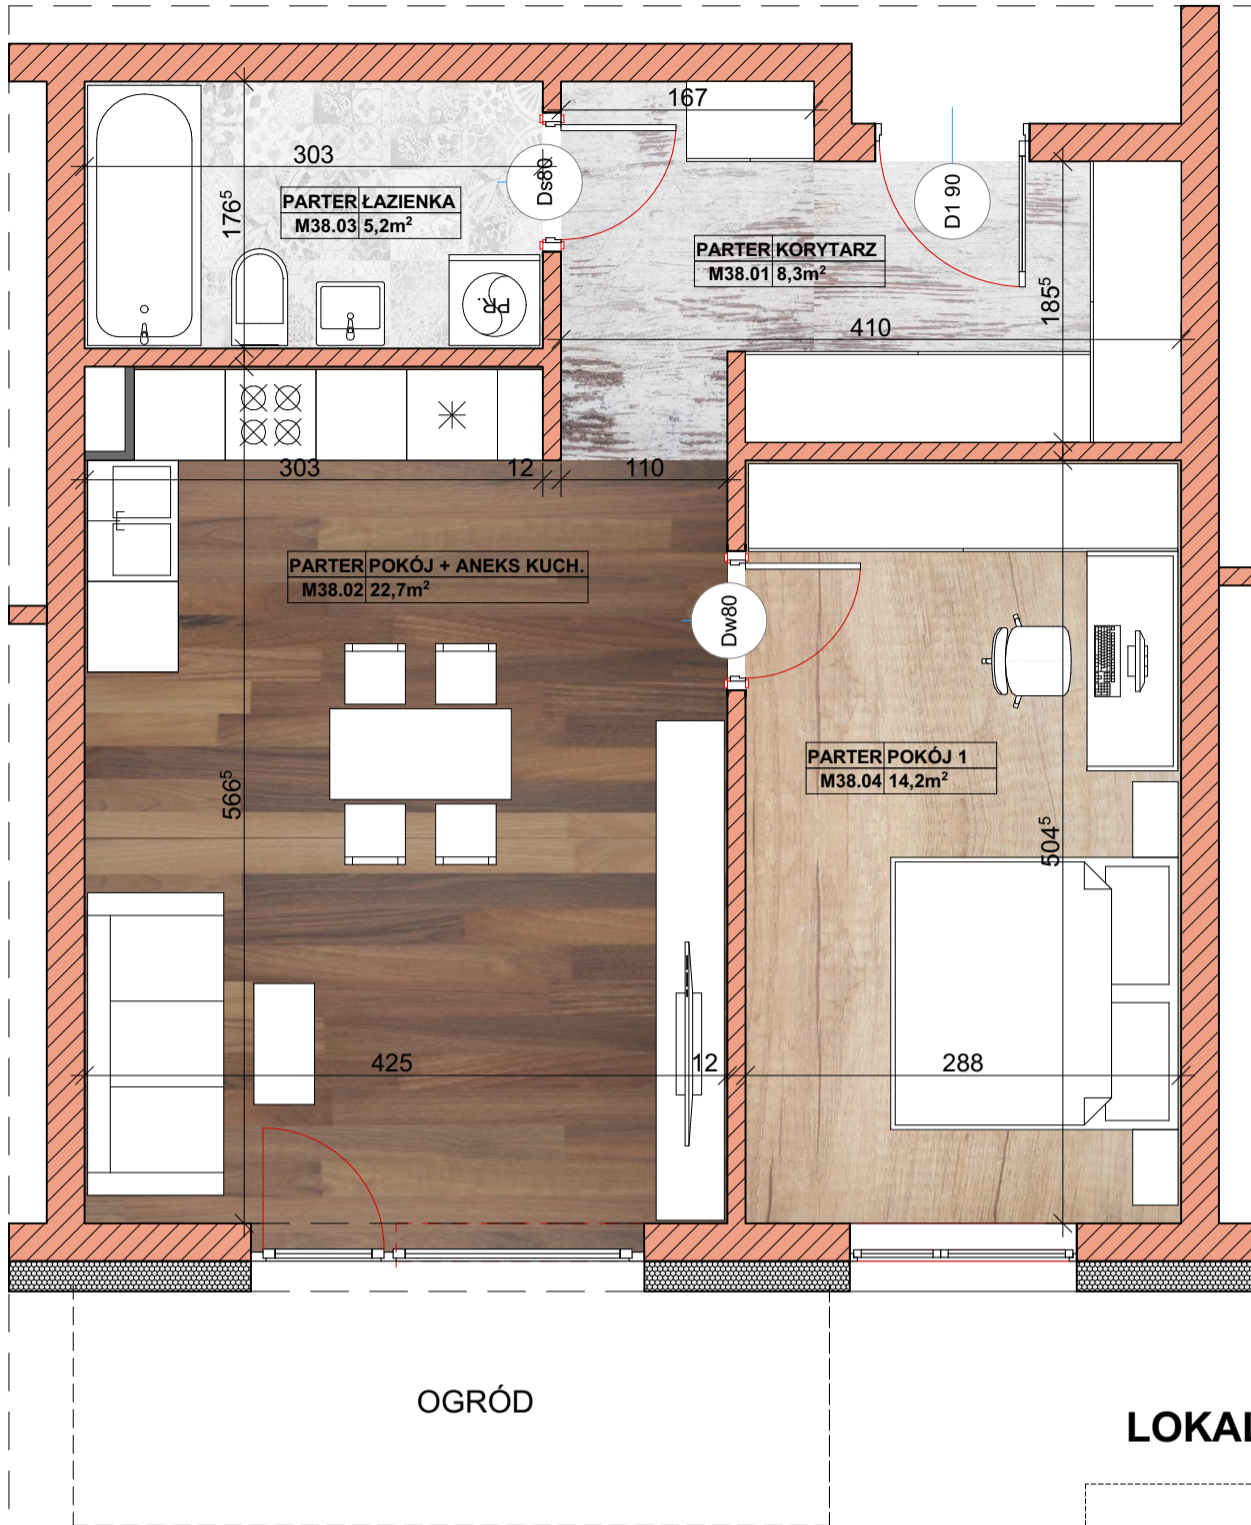 167
303
Ds80
D1 90
PARTER ŁAZIENKA
M38.03 5,2m²
176⁵
PARTER KORYTARZ
M38.01 8,3m²
185⁵
PR.
410
303
12
110
PARTER POKÓJ + ANEKS KUCH.
M38.02 22,7m²
Dw80
PARTER POKÓJ 1
M38.04 14,2m²
566⁵
504⁵
425
12
288
OGRÓD
LOKAL